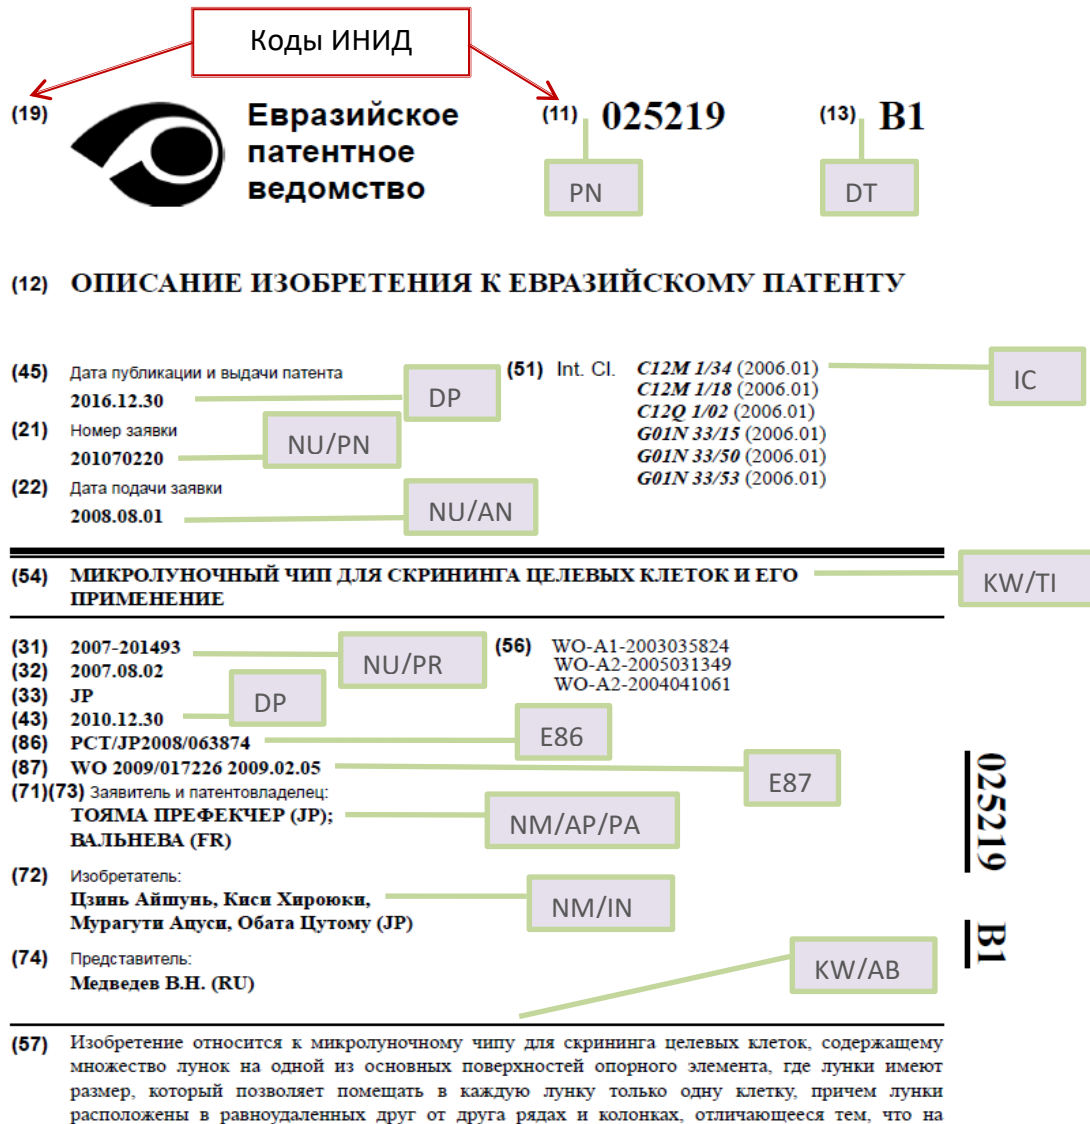 Коды ИНИД
(19)
Евразийское
патентное
ведомство
(11) 025219
(13) B1
PN
DT
(12) ОПИСАНИЕ ИЗОБРЕТЕНИЯ К ЕВРАЗИЙСКОМУ ПАТЕНТУ
(45) Дата публикации и выдачи патента
2016.12.30
DP
(21) Номер заявки
201070220
NU/PN
(22) Дата подачи заявки
2008.08.01
NU/AN
(51) Int. Cl. C12M 1/34 (2006.01)
C12M 1/18 (2006.01)
C12Q 1/02 (2006.01)
G01N 33/15 (2006.01)
G01N 33/50 (2006.01)
G01N 33/53 (2006.01)
IC
(54) МИКРОЛУНОЧНЫЙ ЧИП ДЛЯ СКРИНИНГА ЦЕЛЕВЫХ КЛЕТОК И ЕГО
ПРИМЕНЕНИЕ
KW/TI
(31) 2007-201493
(32) 2007.08.02
NU/PR
(33) JP
(43) 2010.12.30
DP
(86) PCT/JP2008/063874
E86
(87) WO 2009/017226 2009.02.05
E87
(56) WO-A1-2003035824
WO-A2-2005031349
WO-A2-2004041061
(71)(73) Заявитель и патентовладелец:
ТОЯМА ПРЕФЕКЧЕР (JP);
ВАЛЬНЕВА (FR)
NM/AP/PA
(72) Изобретатель:
Цзинь Айшунь, Киси Хироюки,
Мурагути Ацуси, Обата Цутому (JP)
NM/IN
(74) Представитель:
Медведев В.Н. (RU)
KW/AB
025219
B1
(57) Изобретение относится к микролуночному чипу для скрининга целевых клеток, содержащему
множество лунок на одной из основных поверхностей опорного элемента, где лунки имеют
размер, который позволяет помещать в каждую лунку только одну клетку, причем лунки
расположены в равноудаленных друг от друга рядах и колонках, отличающееся тем, что на